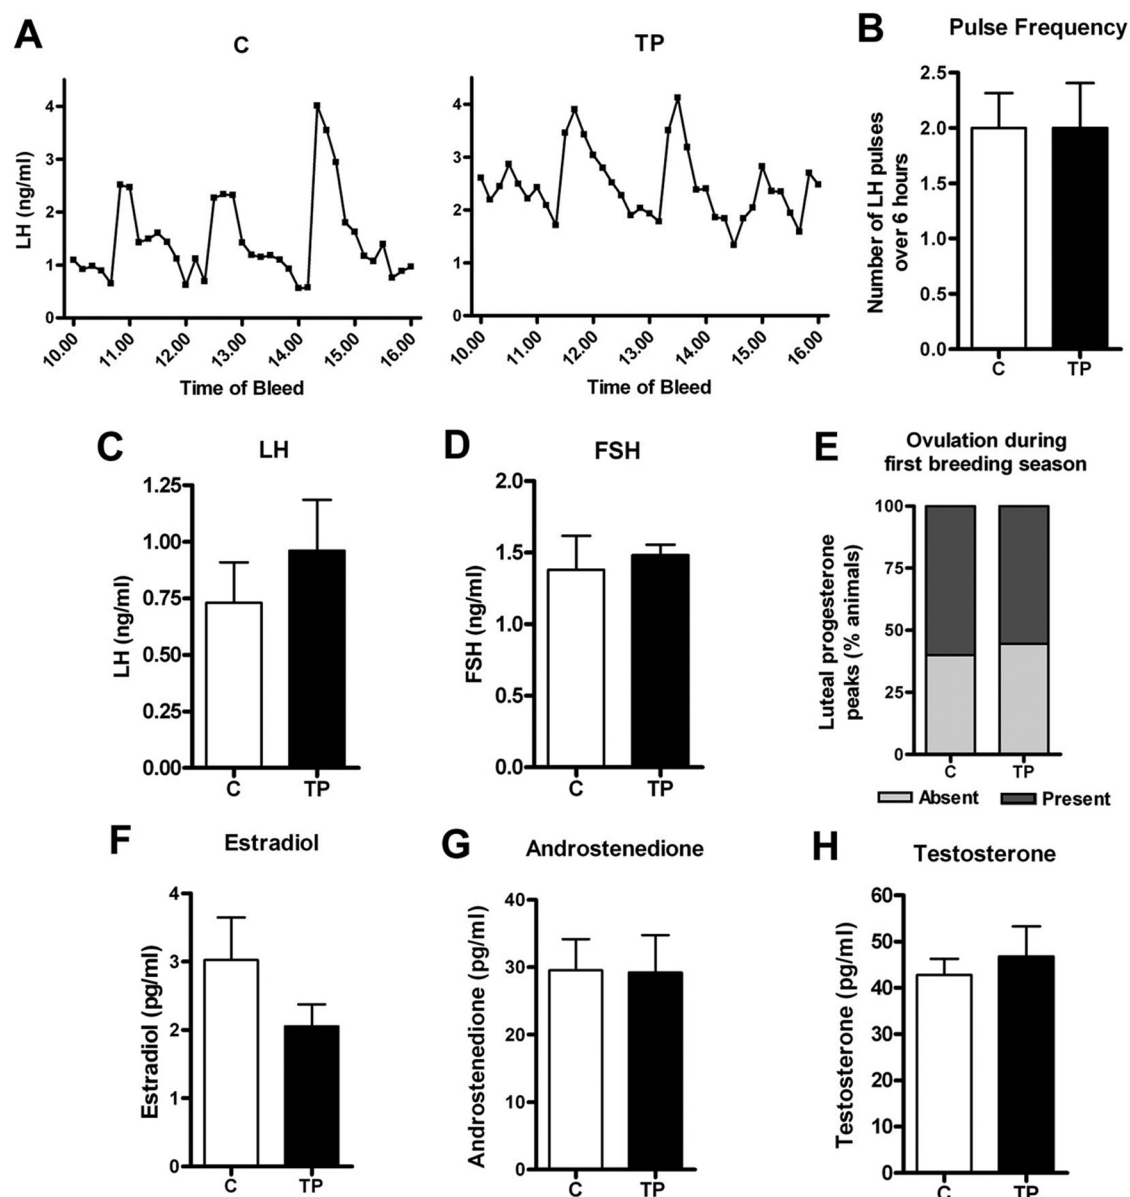 A
C
TP
LH (ng/ml)
4
3
2
1
0
10.00
11.00
12.00
13.00
14.00
15.00
16.00
Time of Bleed
4
3
2
1
0
10.00
11.00
12.00
13.00
14.00
15.00
16.00
Time of Bleed
B
Pulse Frequency
Number of LH pulses
over 6 hours
2.5
2.0
1.5
1.0
0.5
0.0
C
TP
C
LH
LH (ng/ml)
1.25
1.00
0.75
0.50
0.25
0.00
C
TP
D
FSH
FSH (ng/ml)
2.0
1.5
1.0
0.5
0.0
C
TP
E
Ovulation during
first breeding season
Luteal progesterone
peaks (% animals)
100
75
50
25
0
C
TP
Absent
Present
F
Estradiol
Estradiol (pg/ml)
4
3
2
1
0
C
TP
G
Androstenedione
Androstenedione (pg/ml)
40
30
20
10
0
C
TP
H
Testosterone
Testosterone (pg/ml)
60
50
40
30
20
10
0
C
TP